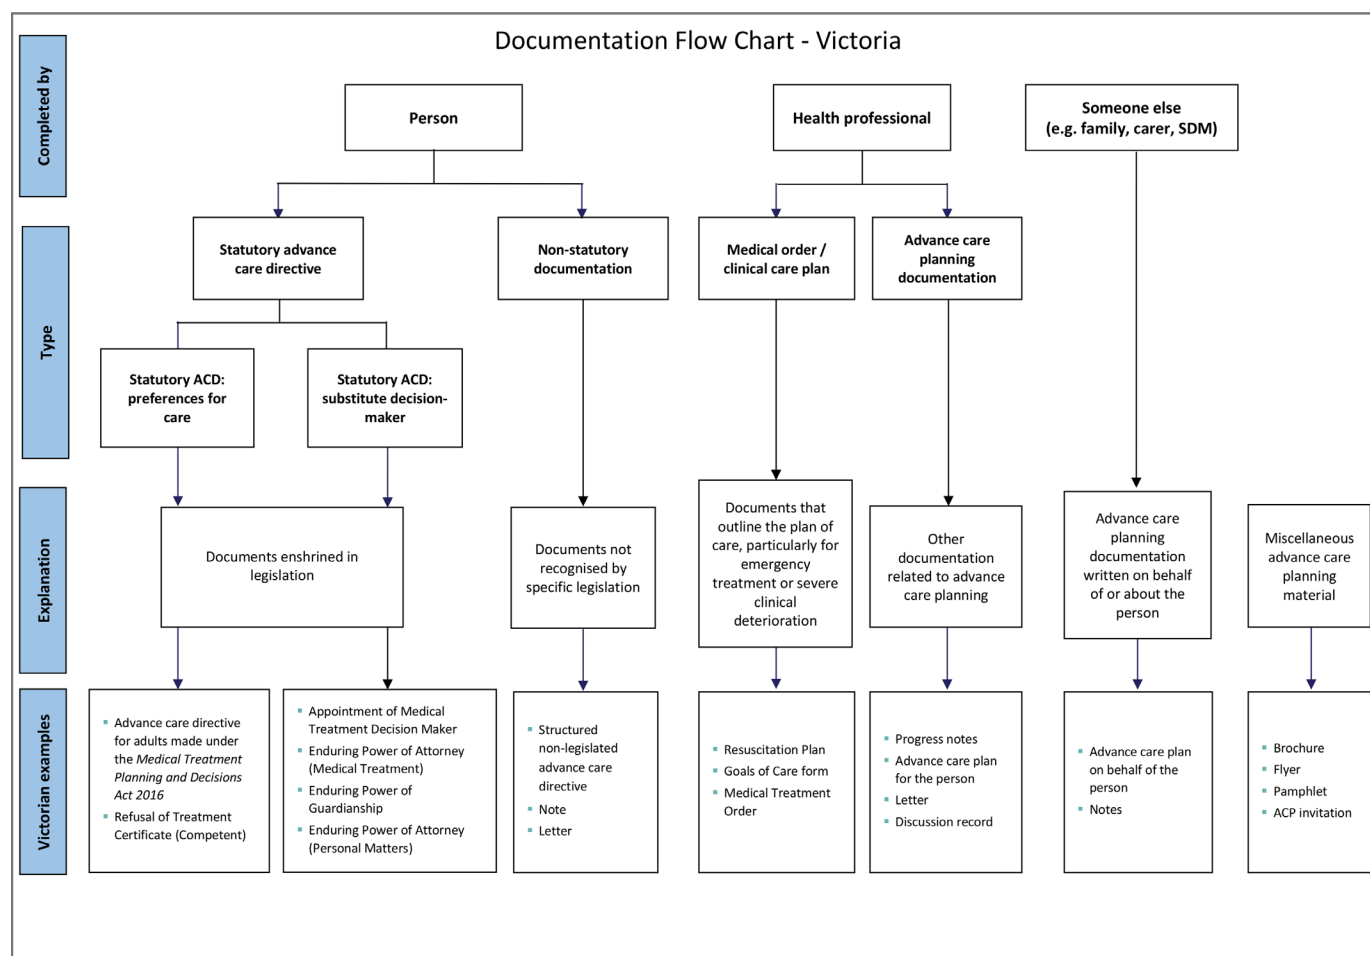 Documentation Flow Chart - Victoria
Completed by
Person
Health professional
Someone else
(e.g. family, carer, SDM)
Type
Statutory advance
care directive
Non-statutory
documentation
Medical order /
clinical care plan
Advance care
planning
documentation
Statutory ACD:
preferences for
care
Statutory ACD:
substitute decision-
maker
Explanation
Documents enshrined in
legislation
Documents not
recognised by
specific legislation
Documents that
outline the plan of
care, particularly for
emergency
treatment or severe
clinical
deterioration
Other
documentation
related to advance
care planning
Advance care
planning
documentation
written on behalf
of or about the
person
Miscellaneous
advance care
planning
material
Victorian examples
Advance care directive
for adults made under
the Medical Treatment
Planning and Decisions
Act 2016
Refusal of Treatment
Certificate (Competent)
Appointment of Medical
Treatment Decision Maker
Enduring Power of Attorney
(Medical Treatment)
Enduring Power of
Guardianship
Enduring Power of Attorney
(Personal Matters)
Structured
non-legislated
advance care
directive
Note
Letter
Resuscitation Plan
Goals of Care form
Medical Treatment
Order
Progress notes
Advance care plan
for the person
Letter
Discussion record
Advance care plan
on behalf of the
person
Notes
Brochure
Flyer
Pamphlet
ACP invitation